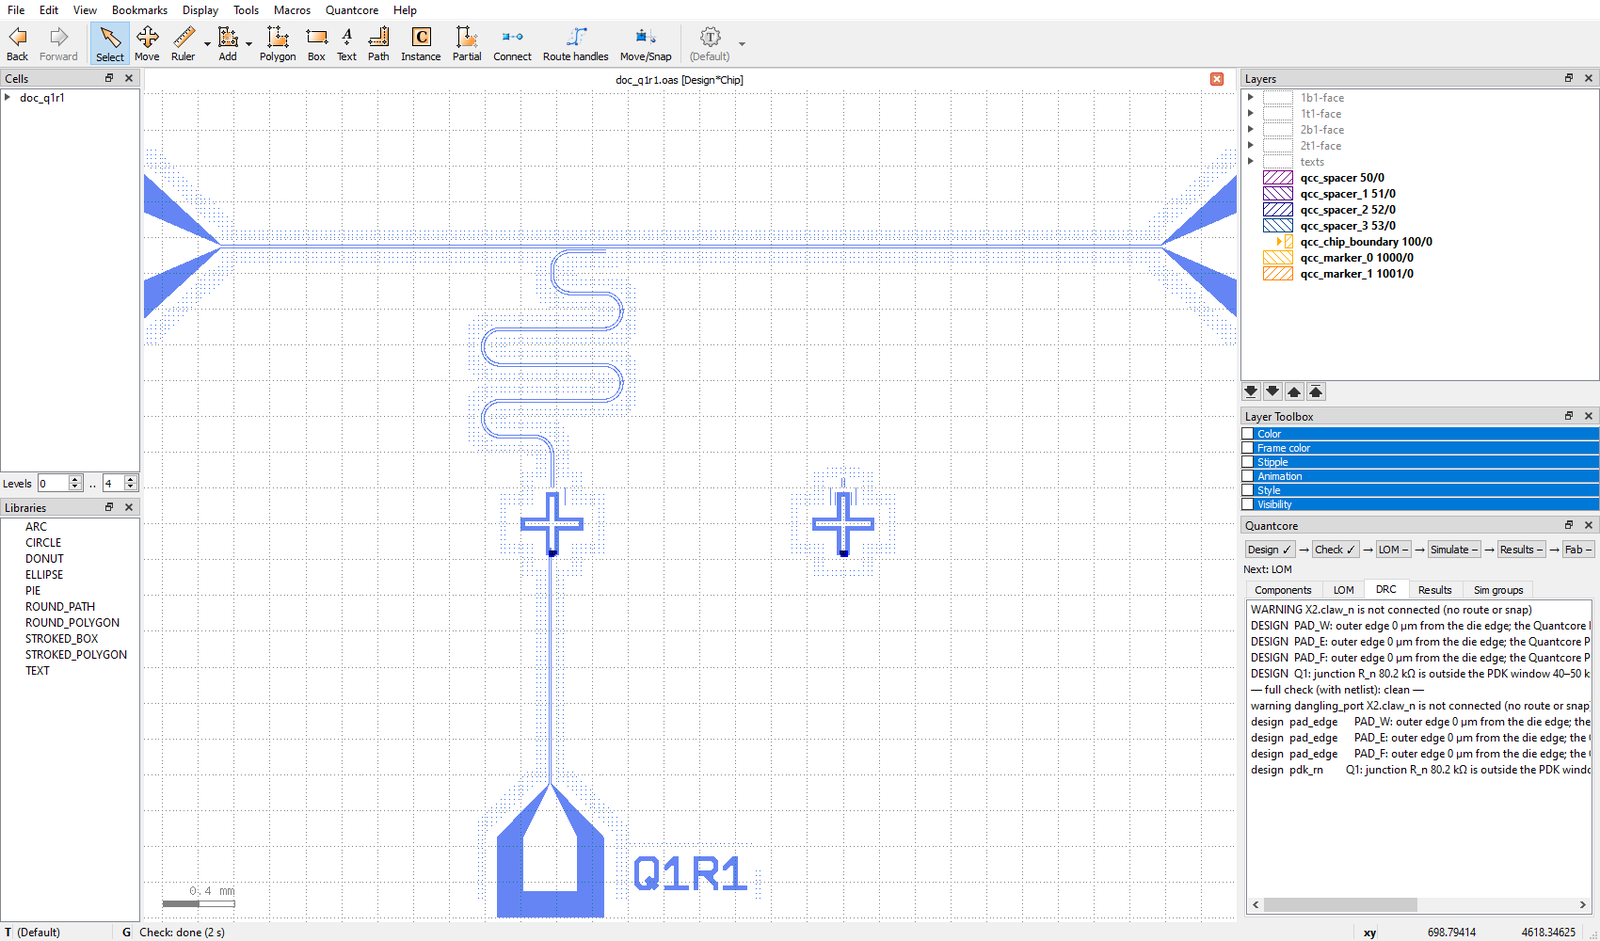 File Edit View Bookmarks Display Tools Macros Quantcore Help
Back Forward Select Move Ruler Add Polygon Box Text Path Instance Partial Connect Route handles Move/Snap (Default)
Cells
doc_q1r1
Levels 0 .. 4
Libraries
ARC
CIRCLE
DONUT
ELLIPSE
PIE
ROUND_PATH
ROUND_POLYGON
STROKED_BOX
STROKED_POLYGON
TEXT
doc_q1r1.oas [Design*Chip]
Q1R1
0.4 mm
Layers
1b1-face
1t1-face
2b1-face
2t1-face
texts
qcc_spacer 50/0
qcc_spacer_1 51/0
qcc_spacer_2 52/0
qcc_spacer_3 53/0
qcc_chip_boundary 100/0
qcc_marker_0 1000/0
qcc_marker_1 1001/0
Layer Toolbox
Color
Frame color
Stipple
Animation
Style
Visibility
Quantcore
Design ✓ → Check ✓ → LOM – → Simulate – → Results – → Fab –
Next: LOM
Components LOM DRC Results Sim groups
WARNING X2.claw_n is not connected (no route or snap)
DESIGN PAD_W: outer edge 0 µm from the die edge; the Quantcore
DESIGN PAD_E: outer edge 0 µm from the die edge; the Quantcore P
DESIGN PAD_F: outer edge 0 µm from the die edge; the Quantcore P
DESIGN Q1: junction R_n 80.2 kΩ is outside the PDK window 40–50 k
— full check (with netlist): clean —
warning dangling_port X2.claw_n is not connected (no route or snap
design pad_edge PAD_W: outer edge 0 µm from the die edge; the
design pad_edge PAD_E: outer edge 0 µm from the die edge; the
design pad_edge PAD_F: outer edge 0 µm from the die edge; the
design pdk_rn Q1: junction R_n 80.2 kΩ is outside the PDK wind
T (Default) G Check: done (2 s) xy 698.79414 4618.34625